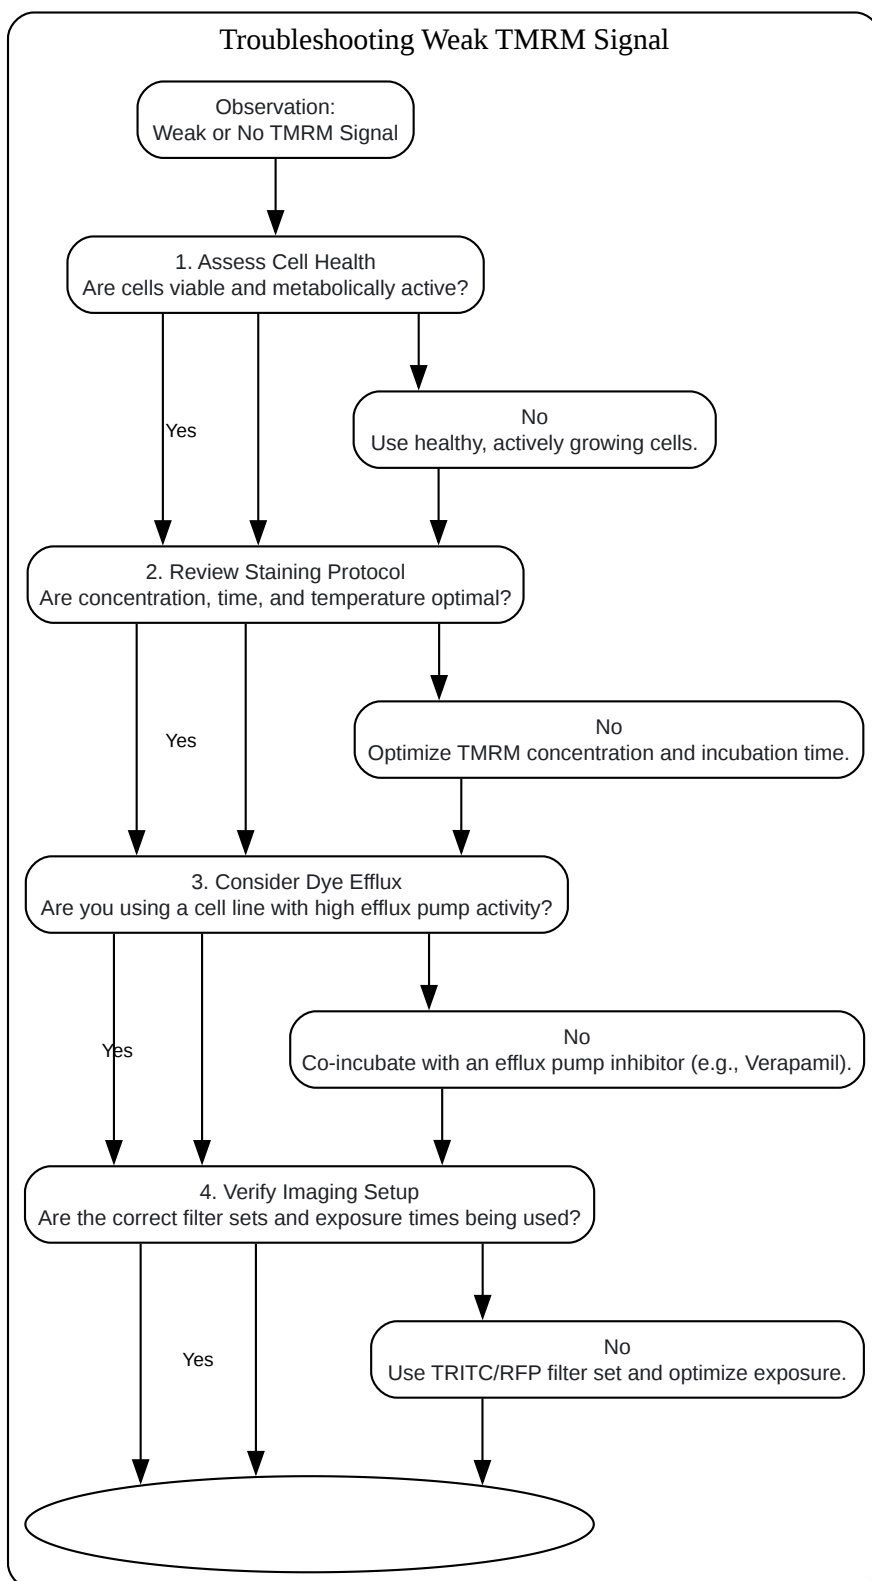 Troubleshooting Weak TMRM Signal
Observation:
Weak or No TMRM Signal
1. Assess Cell Health
Are cells viable and metabolically active?
No
Use healthy, actively growing cells.
Yes
2. Review Staining Protocol
Are concentration, time, and temperature optimal?
No
Optimize TMRM concentration and incubation time.
Yes
3. Consider Dye Efflux
Are you using a cell line with high efflux pump activity?
No
Co-incubate with an efflux pump inhibitor (e.g., Verapamil).
Yes
4. Verify Imaging Setup
Are the correct filter sets and exposure times being used?
No
Use TRITC/RFP filter set and optimize exposure.
Yes